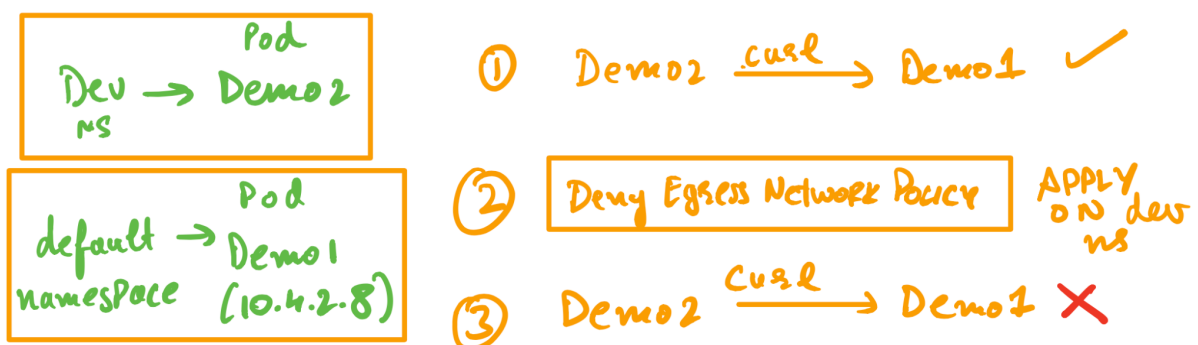 Pod
Dev → Demo2
NS
Pod
default → Demo1
namespace (10.4.2.8)
① Demo2 curl → Demo1 ✓
② Deny Egress Network Policy
APPLY
ON dev
ns
③ Demo2 curl → Demo1 ✗